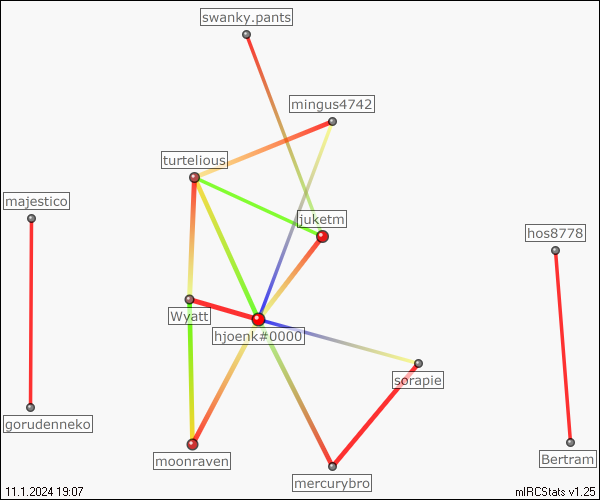 swanky.pants
mingus4742
turtelious
majestico
juketm
hos8778
Wyatt
hjoenk#0000
sorapie
gorudenneko
moonraven
Bertram
mercurybro
11.1.2024 19:07
mIRCStats v1.25